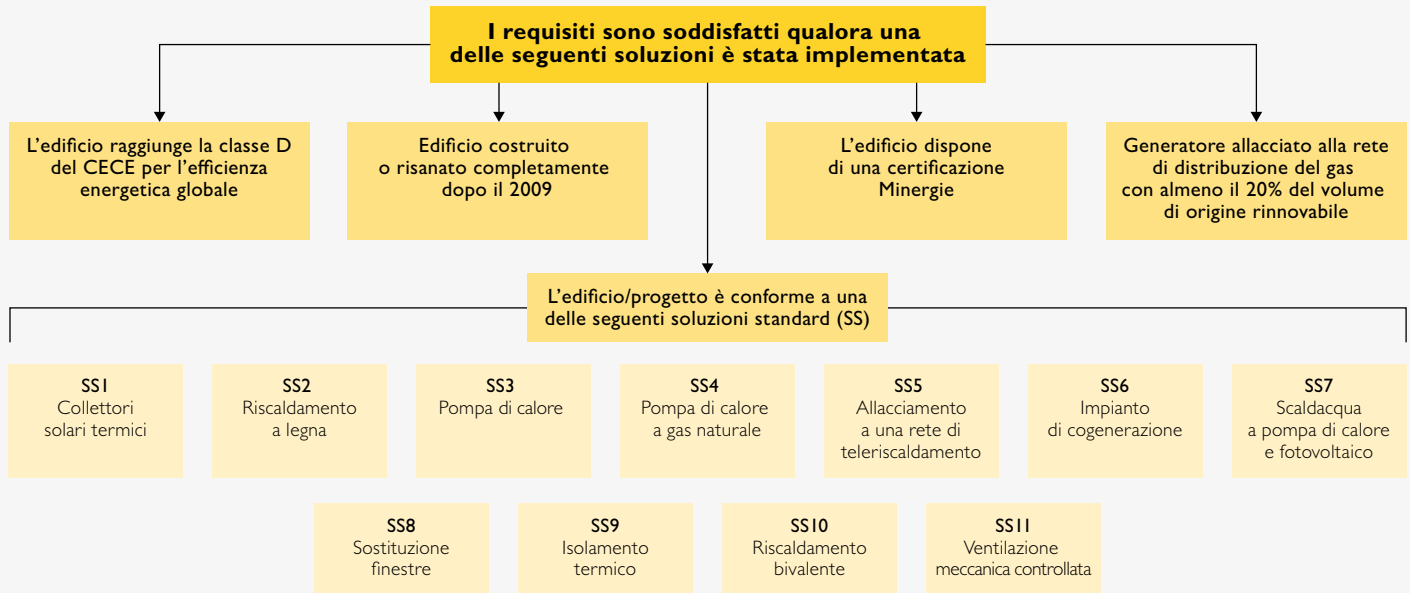 I requisiti sono soddisfatti qualora una
delle seguenti soluzioni è stata implementata
L'edificio raggiunge la classe D
del CECE per l'efficienza
energetica globale
Edificio costruito
o risanato completamente
dopo il 2009
L'edificio dispone
di una certificazione
Minergie
Generatore allacciato alla rete
di distribuzione del gas
con almeno il 20% del volume
di origine rinnovabile
L'edificio/progetto è conforme a una
delle seguenti soluzioni standard (SS)
SS1
Collettori
solari termici
SS2
Riscaldamento
a legna
SS3
Pompa di calore
SS4
Pompa di calore
a gas naturale
SS5
Allacciamento
a una rete di
teleriscaldamento
SS6
Impianto
di cogenerazione
SS7
Scaldacqua
a pompa di calore
e fotovoltaico
SS8
Sostituzione
finestre
SS9
Isolamento
termico
SS10
Riscaldamento
bivalente
SS11
Ventilazione
meccanica controllata